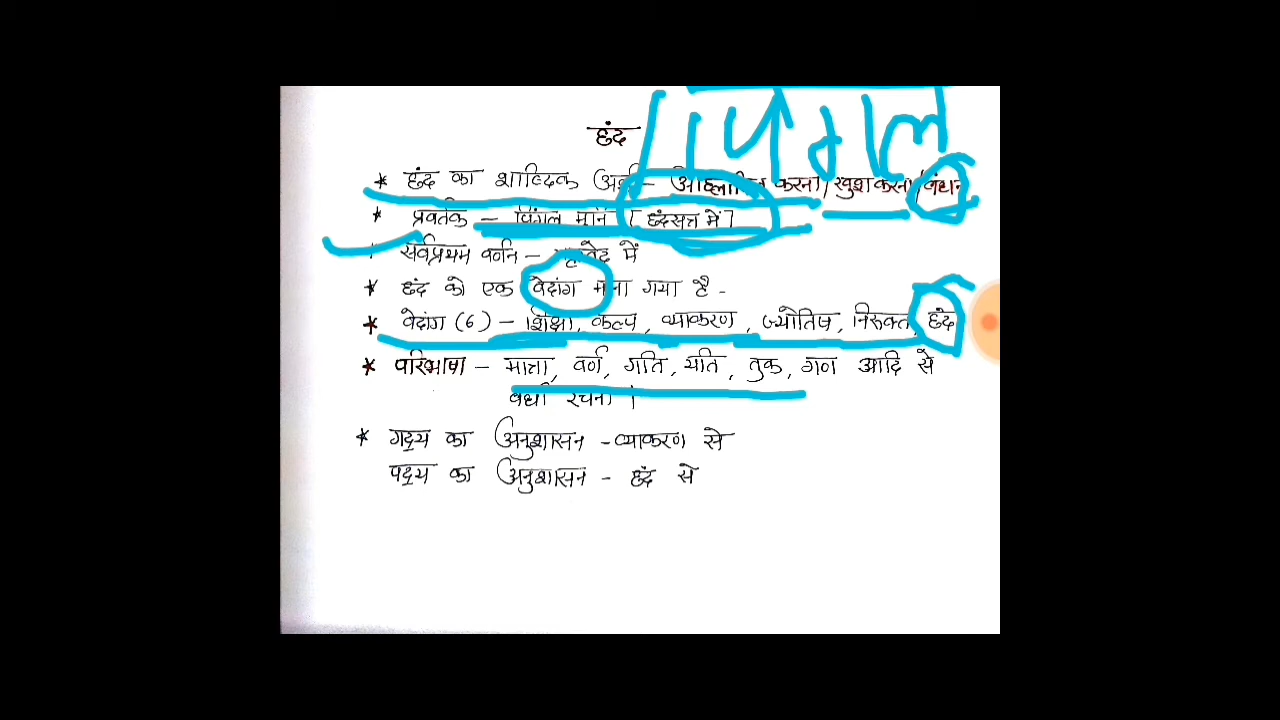 पिंगल
छंद
* छंद का शाब्दिक अर्थ - आह्लादित करना / खुश करना / बंधन
* प्रवर्तक - पिंगल मुनि [ छंदसूत्र में ]
* सर्वप्रथम वर्णन - ऋग्वेद में
* छंद को एक वेदांग माना गया है -
* वेदांग (6) - शिक्षा, कल्प, व्याकरण, ज्योतिष, निरुक्त, छंद
* परिभाषा - मात्रा, वर्ण, गति, यति, तुक, गण आदि से
बंधी रचना ।
* गद्य का अनुशासन - व्याकरण से
पद्य का अनुशासन - छंद से